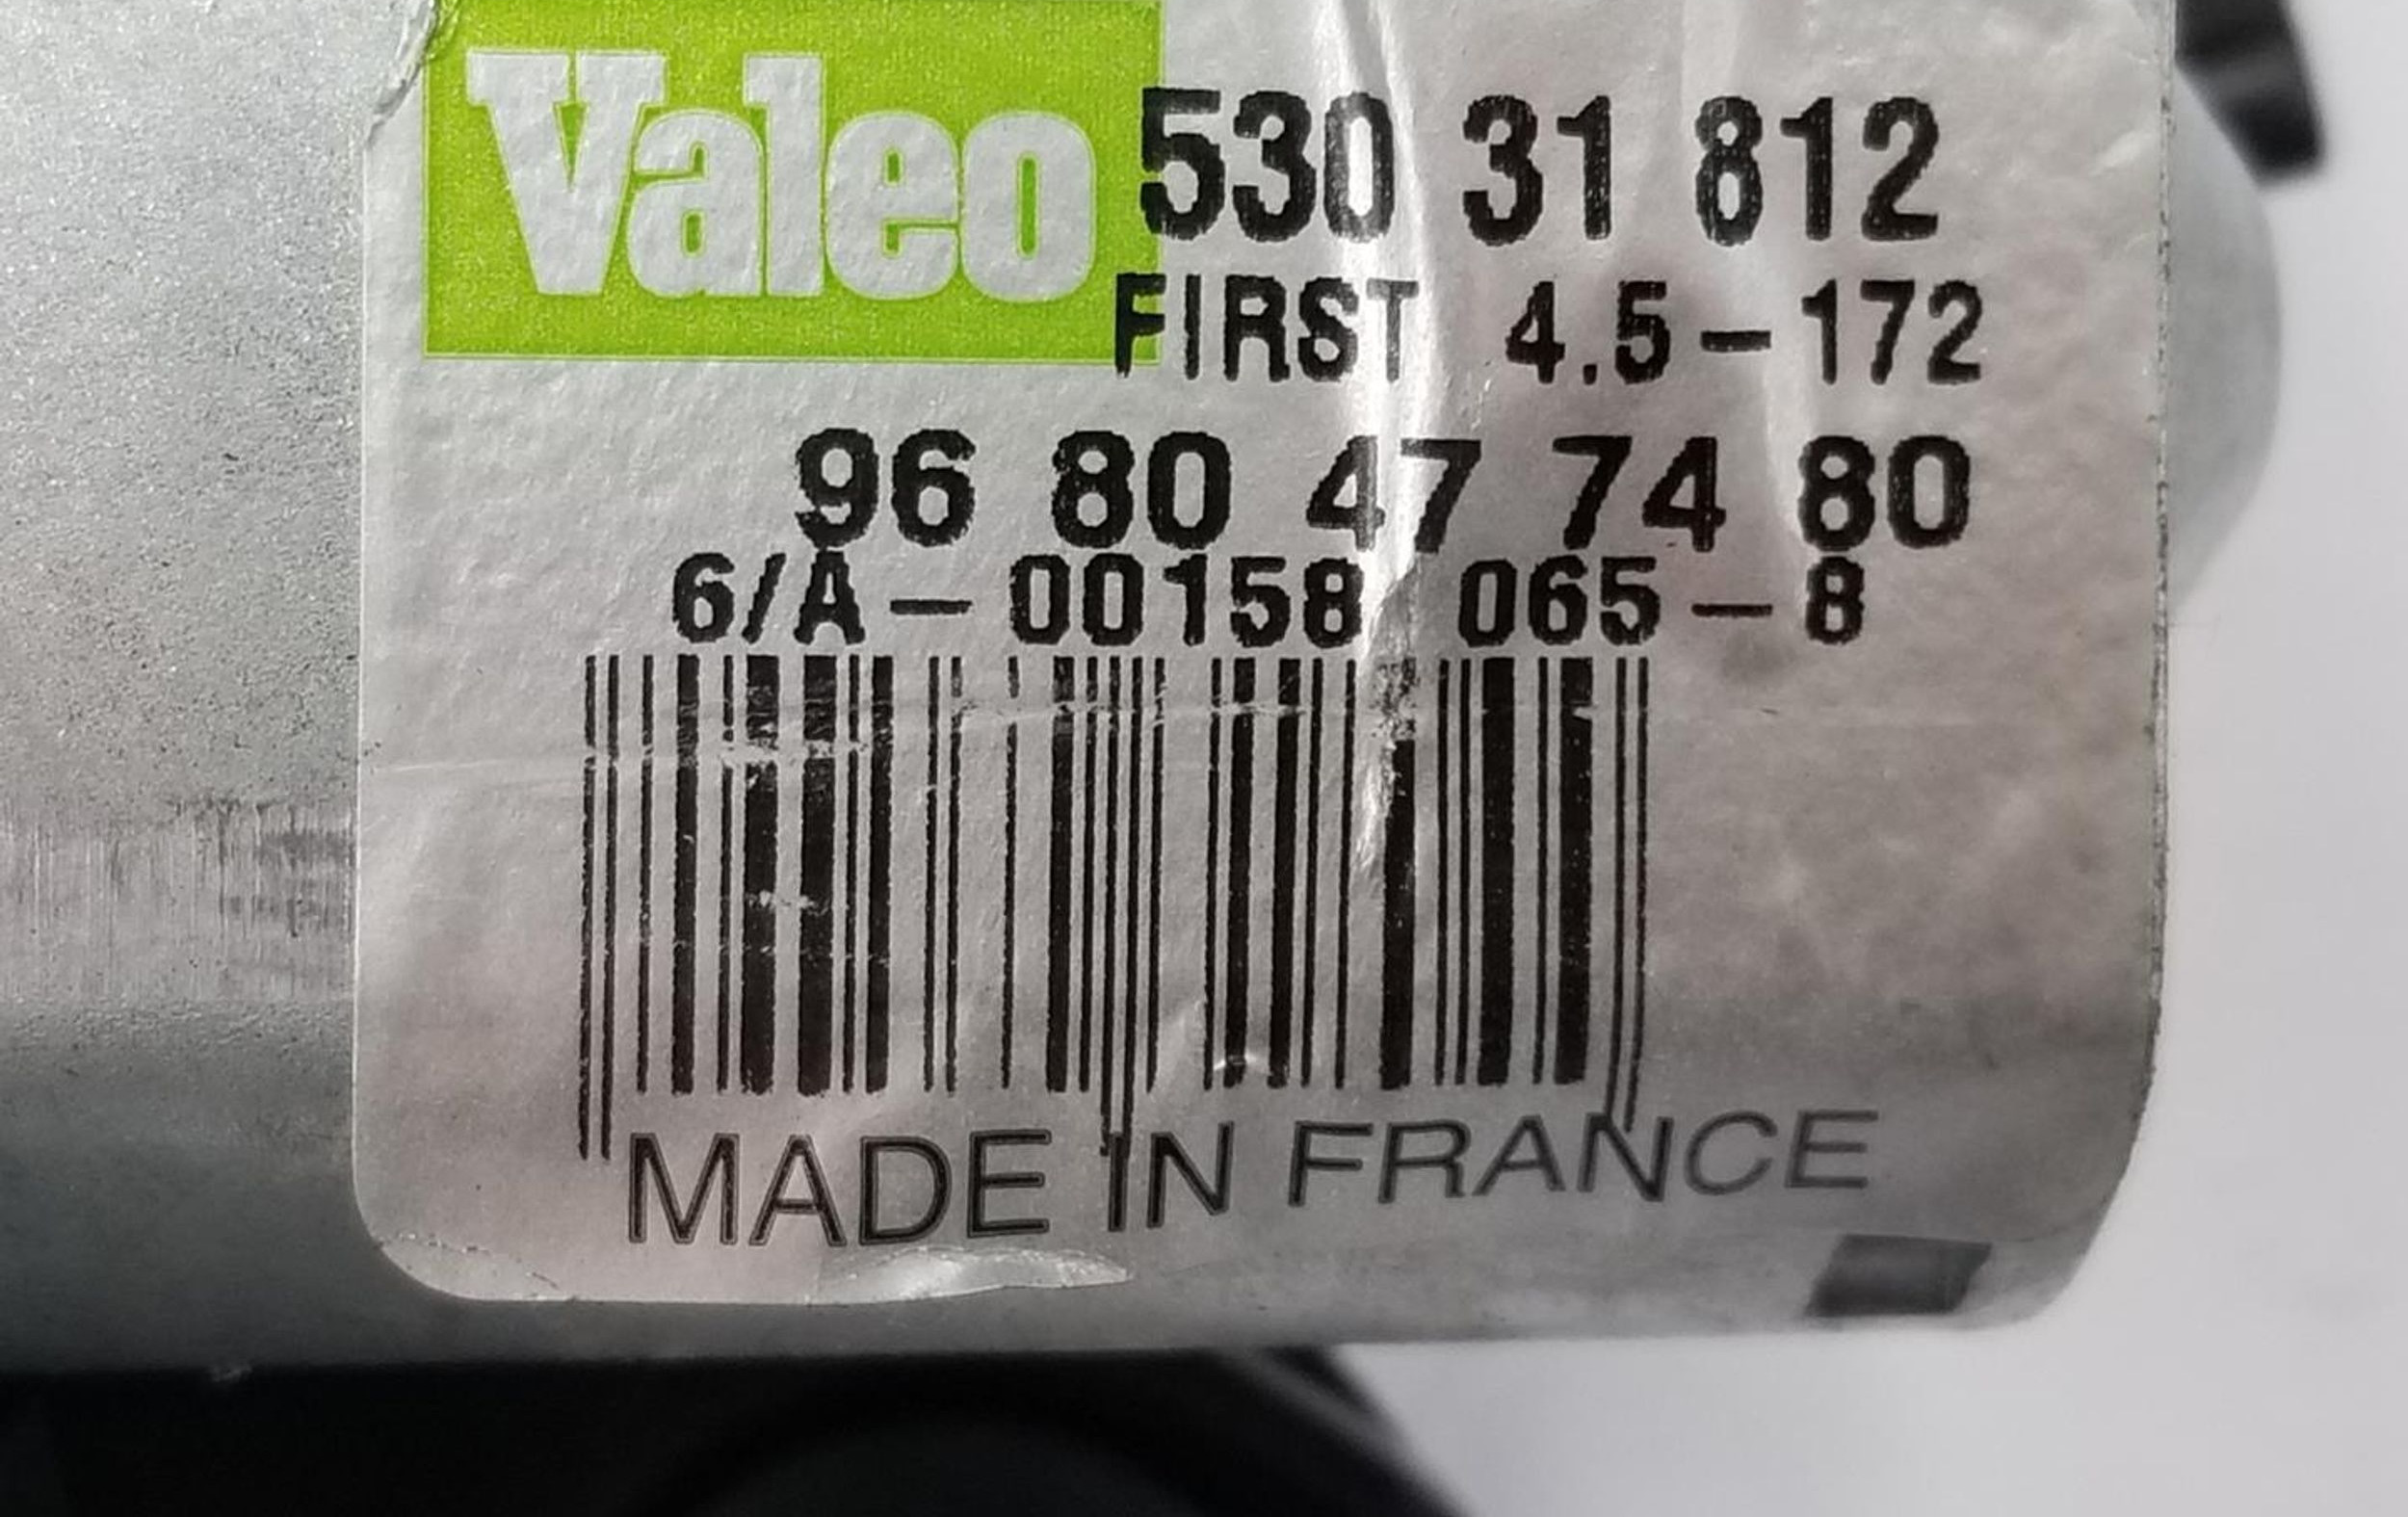 Valeo 530 31 812
FIRST 4.5-172
96 80 47 74 80
6/A-00158 065-8
MADE IN FRANCE